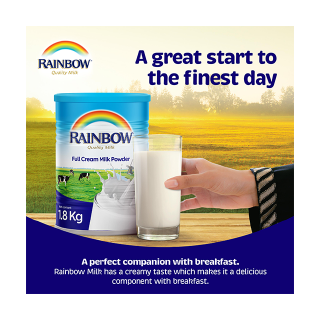 RAINBOW
Quality Milk
A great start to
the finest day
RAINBOW
Quality Milk
Full Cream Milk Powder
1.8 Kg
A perfect companion with breakfast.
Rainbow Milk has a creamy taste which makes it a delicious
component with breakfast.